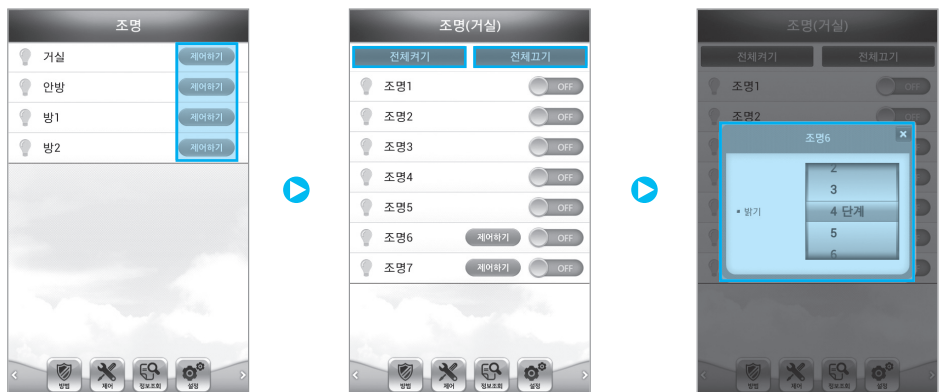 조명
거실 제어하기
안방 제어하기
방1 제어하기
방2 제어하기
방범 제어 정보조회 설정
조명(거실)
전체켜기 전체끄기
조명1 OFF
조명2 OFF
조명3 OFF
조명4 OFF
조명5 OFF
조명6 제어하기 OFF
조명7 제어하기 OFF
방범 제어 정보조회 설정
조명(거실)
전체켜기 전체끄기
조명1 OFF
조명2 OFF
조명6
2
3
밝기 4 단계
5
6
방범 제어 정보조회 설정